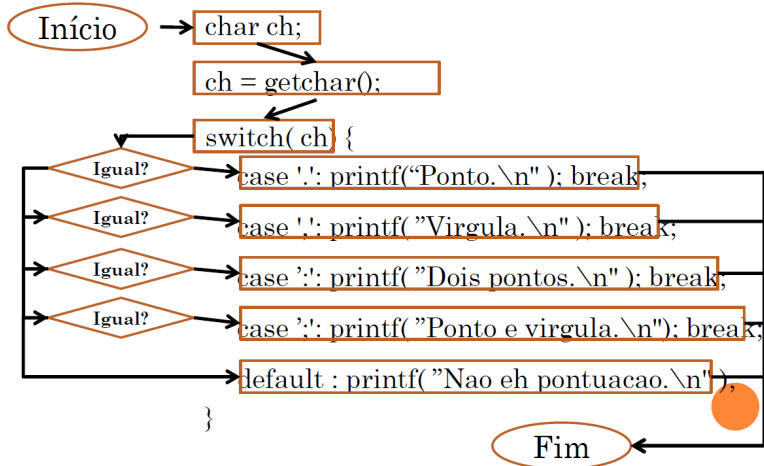 Início
char ch;
ch = getchar();
switch( ch) {
Igual?
case '.': printf(“Ponto.\n" ); break;
Igual?
case ',': printf( ”Virgula.\n" ); break;
Igual?
case ':': printf( ”Dois pontos.\n" ); break;
Igual?
case ';': printf( ”Ponto e virgula.\n"); break;
default : printf( ”Nao eh pontuacao.\n" );
}
Fim